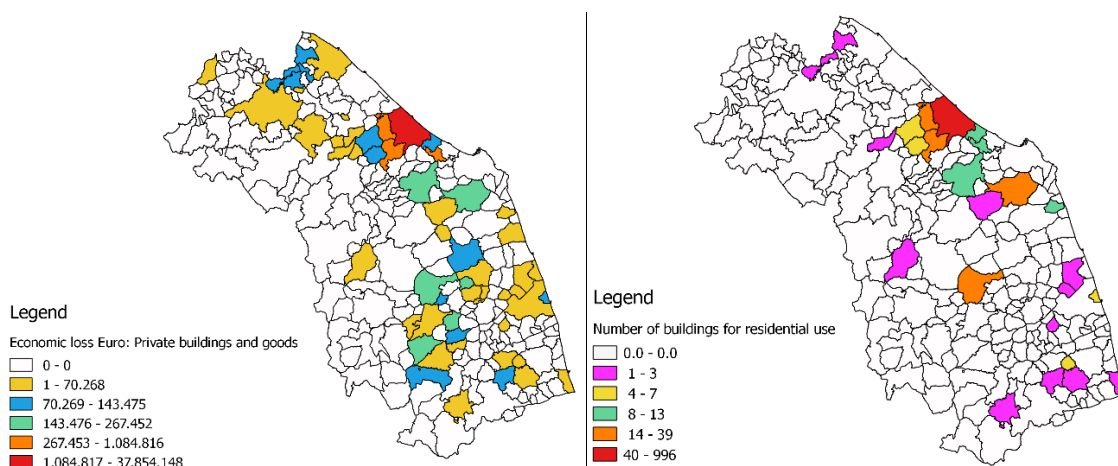 Legend
Economic loss Euro: Private buildings and goods
0 - 0
1 - 70.268
70.269 - 143.475
143.476 - 267.452
267.453 - 1.084.816
1.084.817 - 37.854.148
Legend
Number of buildings for residential use
0.0 - 0.0
1 - 3
4 - 7
8 - 13
14 - 39
40 - 996